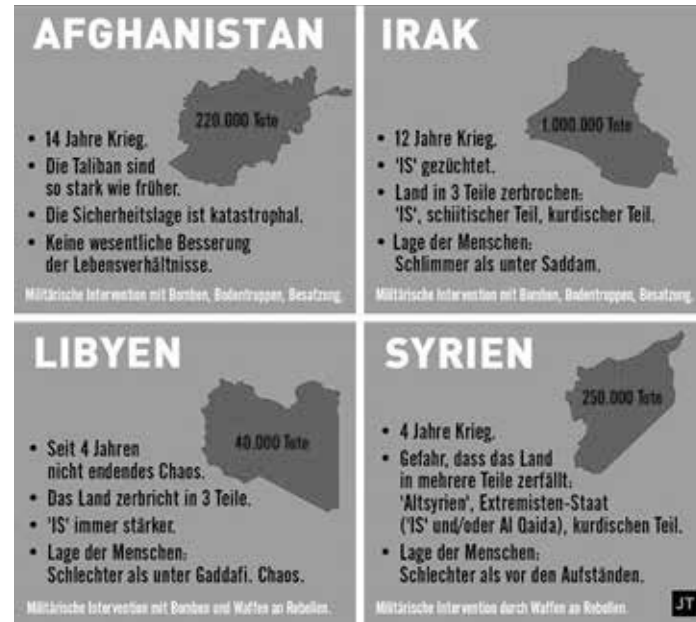 AFGHANISTAN
220.000 Tote
• 14 Jahre Krieg.
• Die Taliban sind
so stark wie früher.
• Die Sicherheitslage ist katastrophal.
• Keine wesentliche Besserung
der Lebensverhältnisse.
Militärische Intervention mit Bomben, Bodentruppen, Besatzung.
IRAK
1.000.000 Tote
• 12 Jahre Krieg.
• 'IS' gezüchtet.
• Land in 3 Teile zerbrochen:
'IS', schiitischer Teil, kurdischer Teil.
• Lage der Menschen:
Schlimmer als unter Saddam.
Militärische Intervention mit Bomben, Bodentruppen, Besatzung.
LIBYEN
40.000 Tote
• Seit 4 Jahren
nicht endendes Chaos.
• Das Land zerbricht in 3 Teile.
• 'IS' immer stärker.
• Lage der Menschen:
Schlechter als unter Gaddafi. Chaos.
Militärische Intervention mit Bomben und Waffen an Rebellen.
SYRIEN
250.000 Tote
• 4 Jahre Krieg.
• Gefahr, dass das Land
in mehrere Teile zerfällt:
'Altsyrien', Extremisten-Staat
('IS' und/oder Al Qaida), kurdischen Teil.
• Lage der Menschen:
Schlechter als vor den Aufständen.
Militärische Intervention durch Waffen an Rebellen.
JT